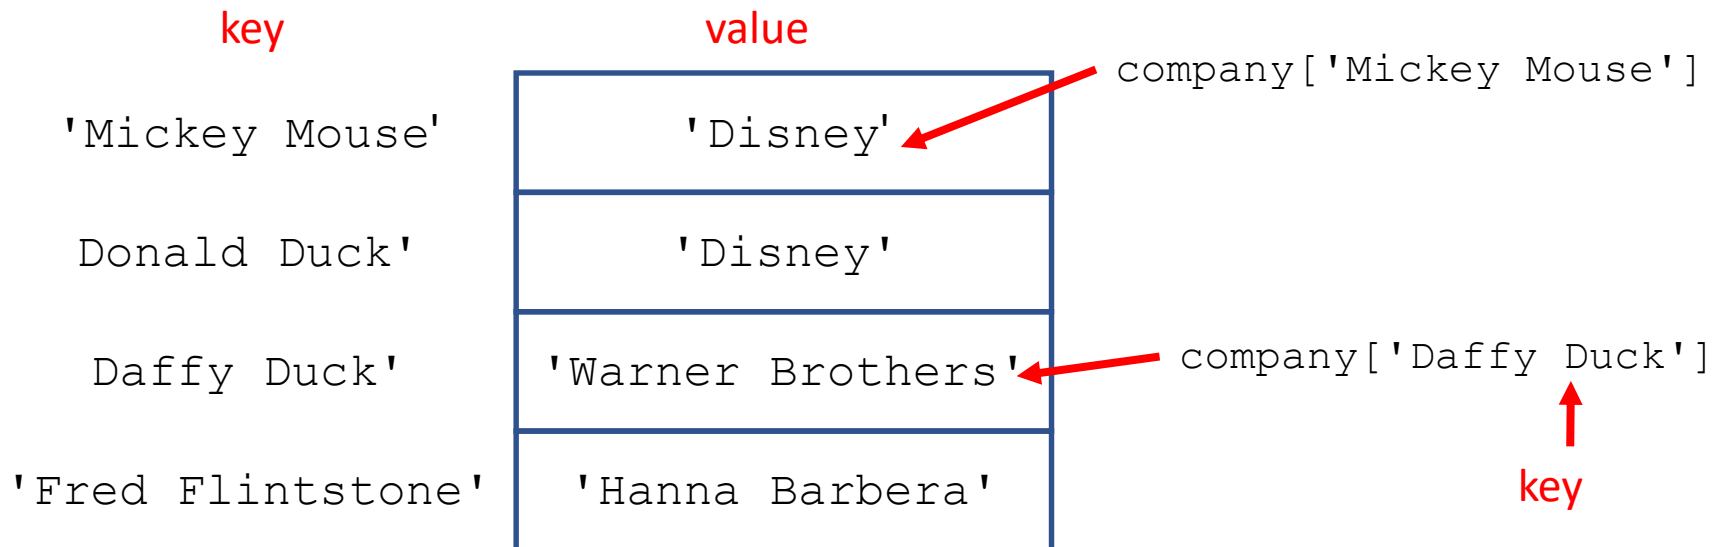 key value
company['Mickey Mouse']
'Mickey Mouse' 'Disney'
Donald Duck' 'Disney'
Daffy Duck' 'Warner Brothers' company['Daffy Duck']
'Fred Flintstone' 'Hanna Barbera' key